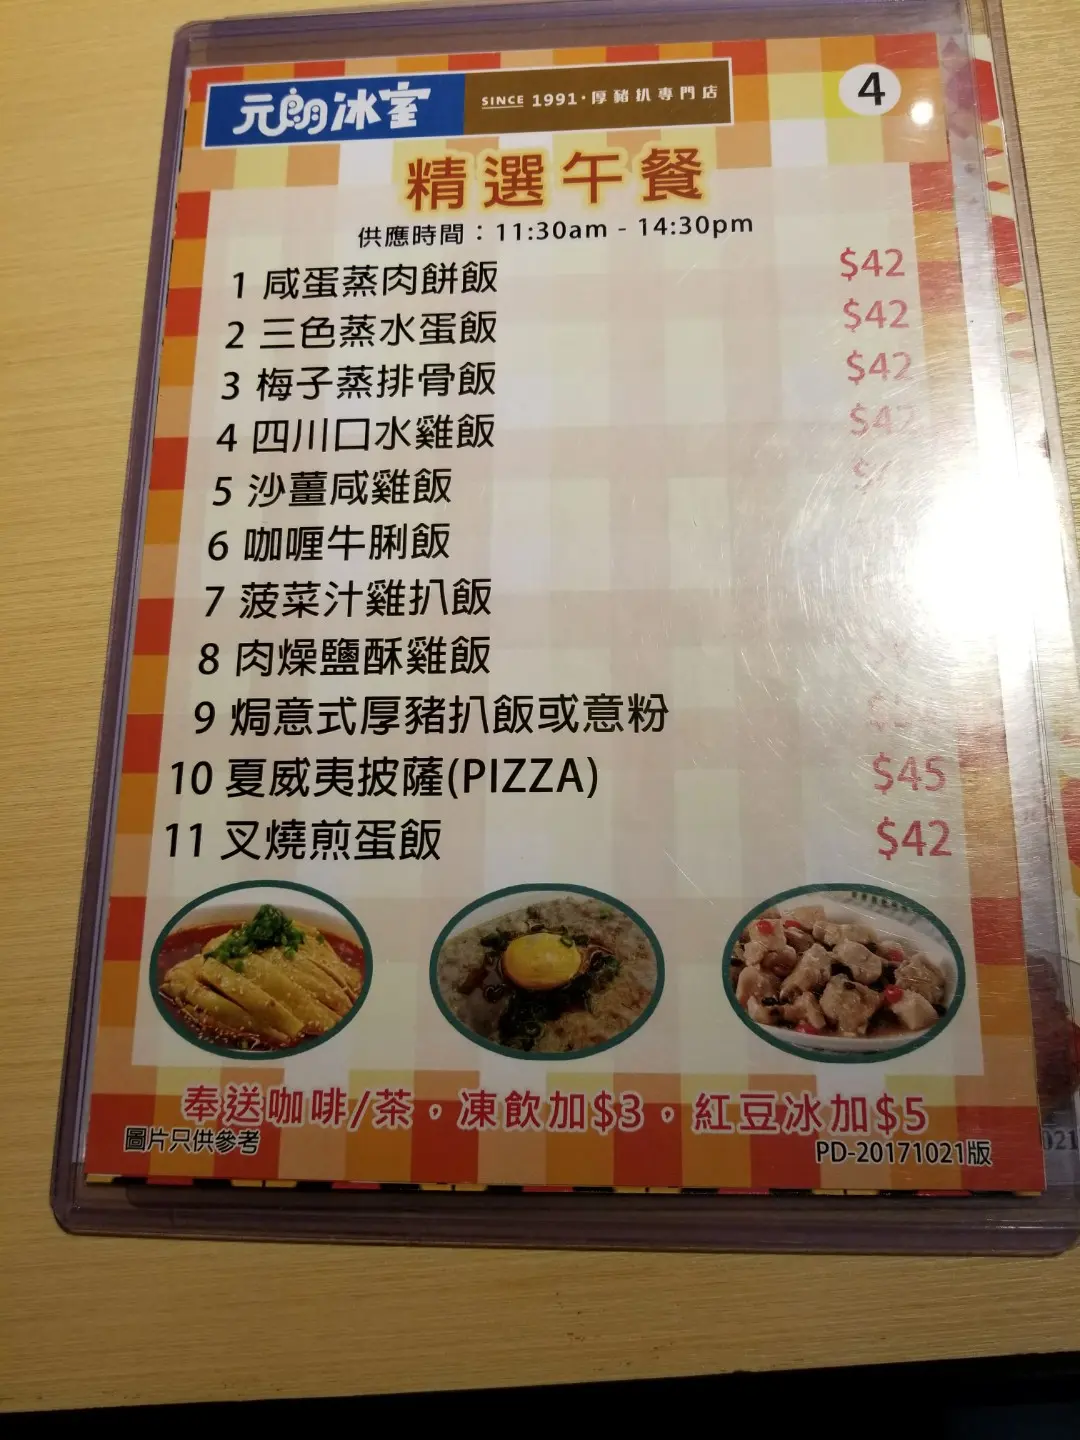 元朗冰室 SINCE 1991·厚豬扒專門店
4
精選午餐
供應時間：11:30am - 14:30pm
1 咸蛋蒸肉餅飯 $42
2 三色蒸水蛋飯 $42
3 梅子蒸排骨飯 $42
4 四川口水雞飯 $42
5 沙薑咸雞飯
6 咖喱牛脷飯
7 菠菜汁雞扒飯
8 肉燥鹽酥雞飯
9 焗意式厚豬扒飯或意粉
10 夏威夷披薩(PIZZA) $45
11 叉燒煎蛋飯 $42
奉送咖啡/茶，凍飲加$3，紅豆冰加$5
圖片只供參考
PD-20171021版